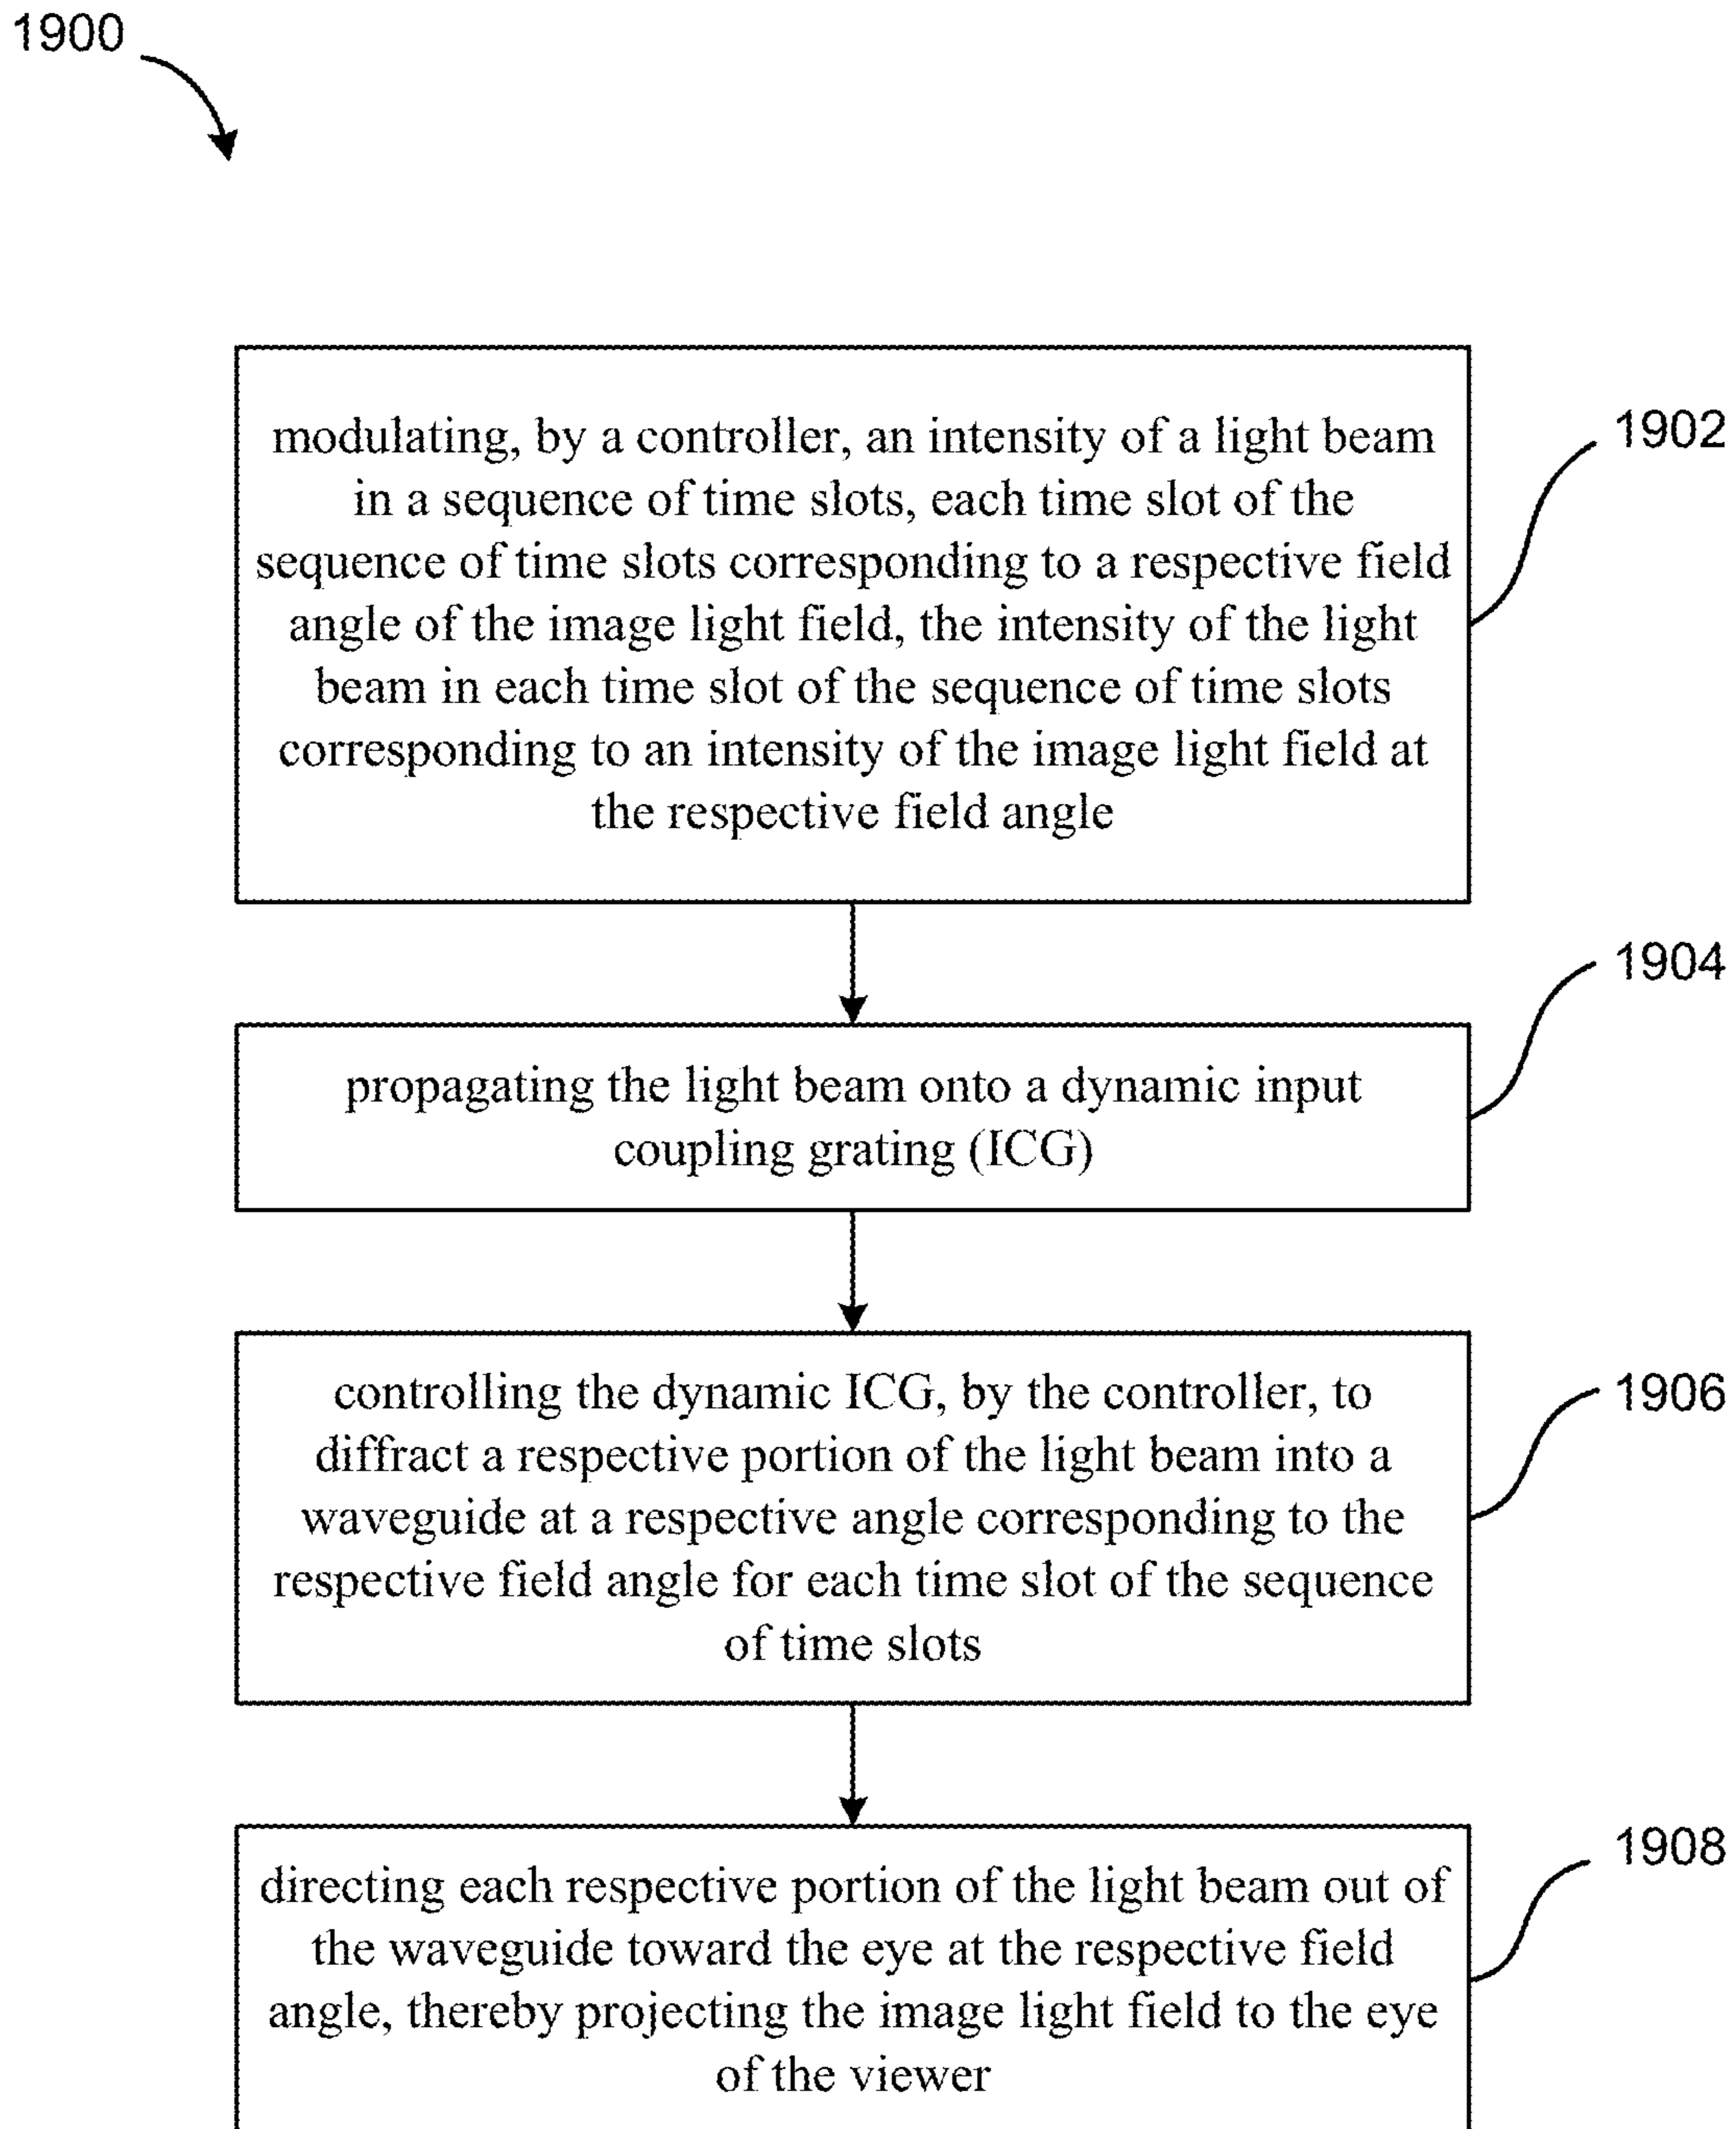 1900
modulating, by a controller, an intensity of a light beam
in a sequence of time slots, each time slot of the
sequence of time slots corresponding to a respective field
angle of the image light field, the intensity of the light
beam in each time slot of the sequence of time slots
corresponding to an intensity of the image light field at
the respective field angle
1902
propagating the light beam onto a dynamic input
coupling grating (ICG)
1904
controlling the dynamic ICG, by the controller, to
diffract a respective portion of the light beam into a
waveguide at a respective angle corresponding to the
respective field angle for each time slot of the sequence
of time slots
1906
directing each respective portion of the light beam out of
the waveguide toward the eye at the respective field
angle, thereby projecting the image light field to the eye
of the viewer
1908